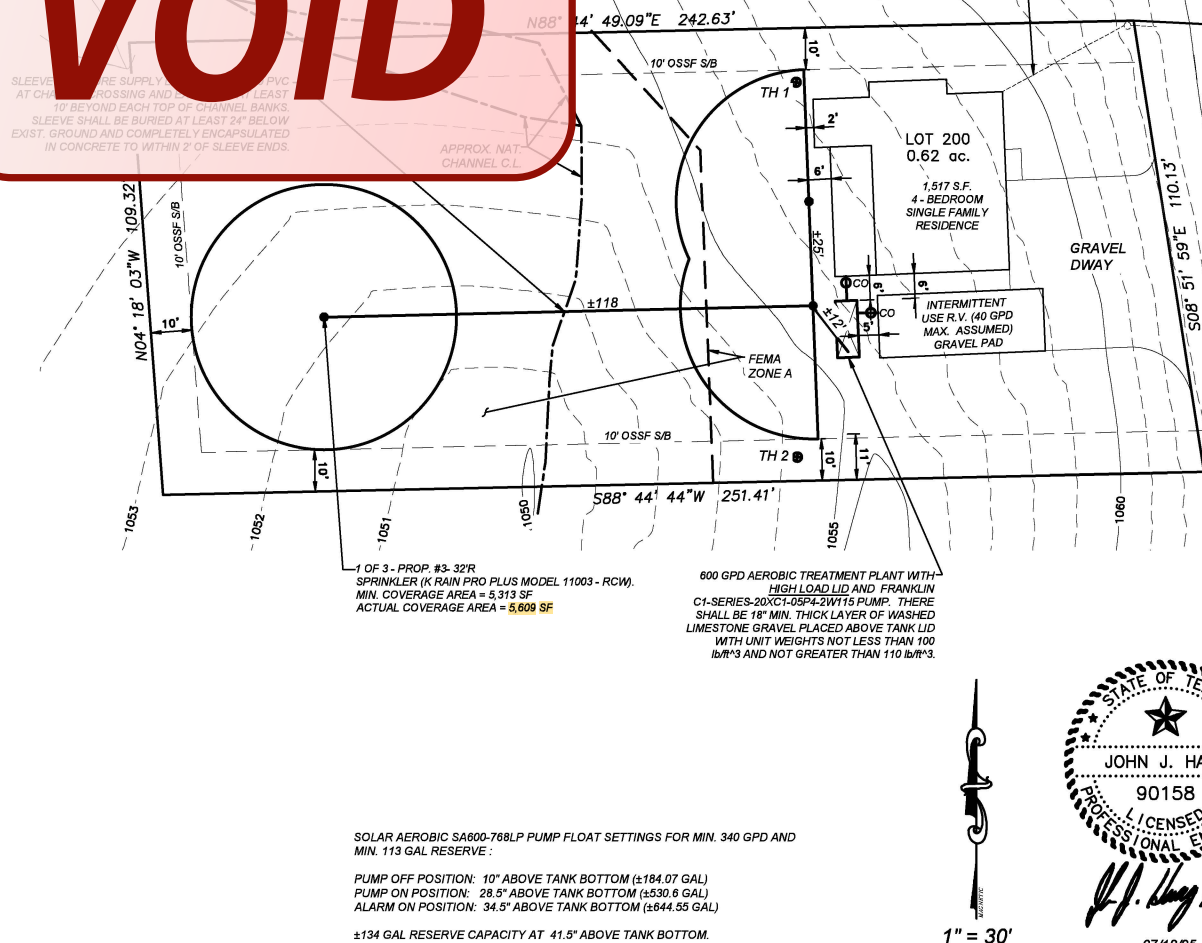 VOID
N88° 44' 49.09"E 242.63'
10' OSSF S/B
10'
TH 1
2'
6'
LOT 200
0.62 ac.
1,517 S.F.
4 - BEDROOM
SINGLE FAMILY
RESIDENCE
SLEEVE
RE SUPPLY
PVC
AT CHA
ROSSING AND E
LEAST
10' BEYOND EACH TOP OF CHANNEL BANKS.
SLEEVE SHALL BE BURIED AT LEAST 24" BELOW
EXIST. GROUND AND COMPLETELY ENCAPSULATED
IN CONCRETE TO WITHIN 2' OF SLEEVE ENDS.
APPROX. NAT.
CHANNEL C.L.
N04° 18' 03"W 109.32'
10' OSSF S/B
10'
±118
±25'
±12'
CO
CO
6'
6'
5'
GRAVEL
DWAY
INTERMITTENT
USE R.V. (40 GPD
MAX. ASSUMED)
GRAVEL PAD
S08° 51' 59"E 110.13'
FEMA
ZONE A
10' OSSF S/B
TH 2
10'
10'
11'
S88° 44' 44"W 251.41'
1053
1052
1051
1050
1055
1060
1 OF 3 - PROP. #3- 32'R
SPRINKLER (K RAIN PRO PLUS MODEL 11003 - RCW).
MIN. COVERAGE AREA = 5,313 SF
ACTUAL COVERAGE AREA = 5,609 SF
600 GPD AEROBIC TREATMENT PLANT WITH
HIGH LOAD LID AND FRANKLIN
C1-SERIES-20XC1-05P4-2W115 PUMP. THERE
SHALL BE 18" MIN. THICK LAYER OF WASHED
LIMESTONE GRAVEL PLACED ABOVE TANK LID
WITH UNIT WEIGHTS NOT LESS THAN 100
lb/ft^3 AND NOT GREATER THAN 110 lb/ft^3.
SOLAR AEROBIC SA600-768LP PUMP FLOAT SETTINGS FOR MIN. 340 GPD AND
MIN. 113 GAL RESERVE :
PUMP OFF POSITION: 10" ABOVE TANK BOTTOM (±184.07 GAL)
PUMP ON POSITION: 28.5" ABOVE TANK BOTTOM (±530.6 GAL)
ALARM ON POSITION: 34.5" ABOVE TANK BOTTOM (±644.55 GAL)
±134 GAL RESERVE CAPACITY AT 41.5" ABOVE TANK BOTTOM.
MAGNETIC
1" = 30'
STATE OF TE
JOHN J. HA
90158
LICENSED
PROFESSIONAL E